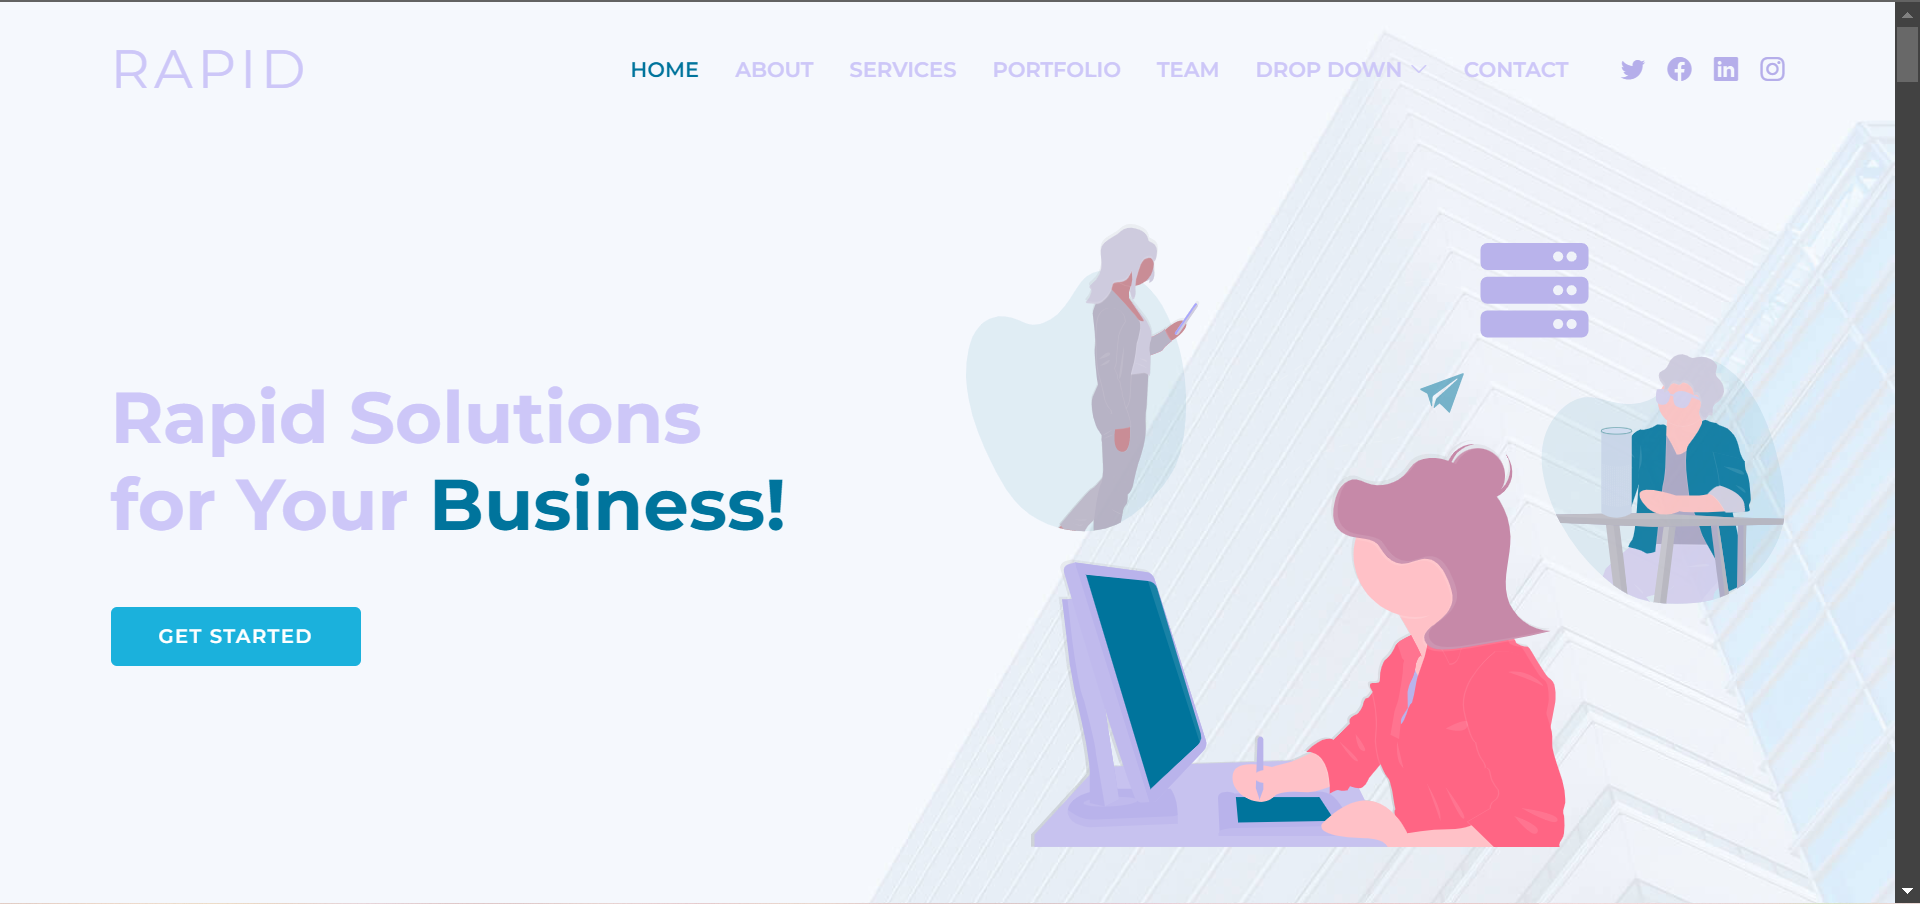 RAPID
HOME ABOUT SERVICES PORTFOLIO TEAM DROP DOWN CONTACT
Rapid Solutions
for Your Business!
GET STARTED